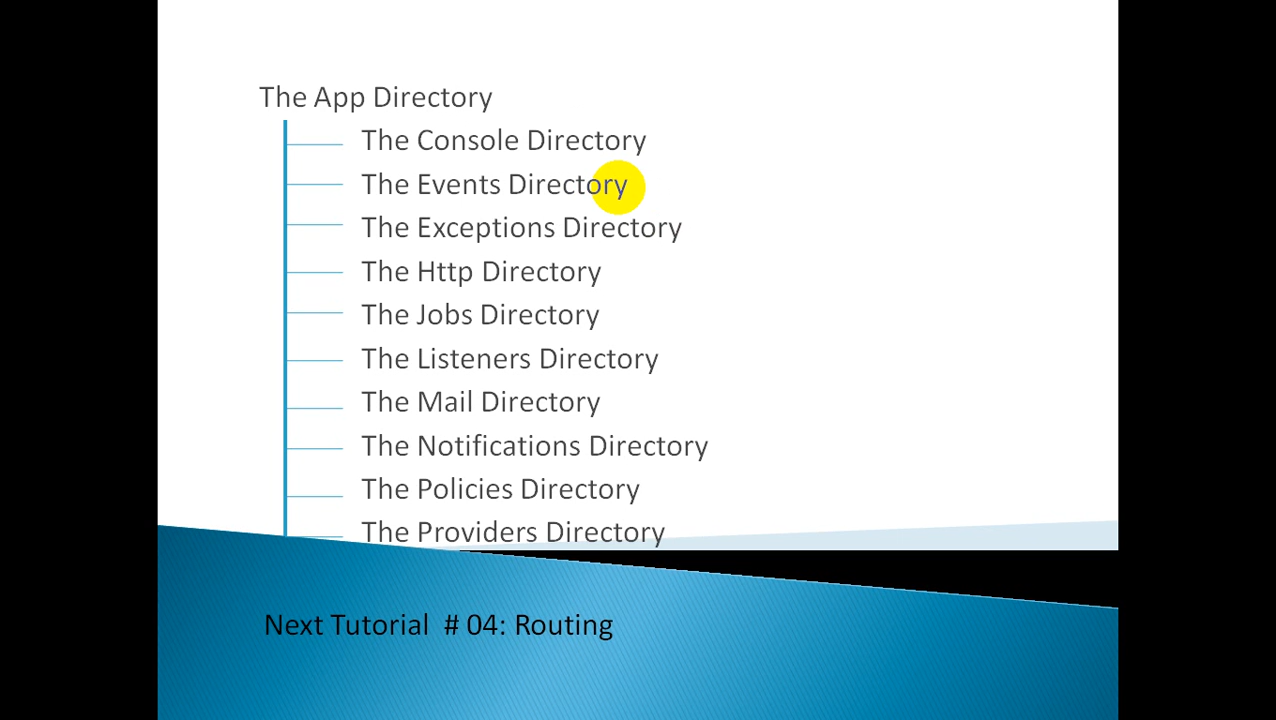 The App Directory
The Console Directory
The Events Directory
The Exceptions Directory
The Http Directory
The Jobs Directory
The Listeners Directory
The Mail Directory
The Notifications Directory
The Policies Directory
The Providers Directory
Next Tutorial # 04: Routing